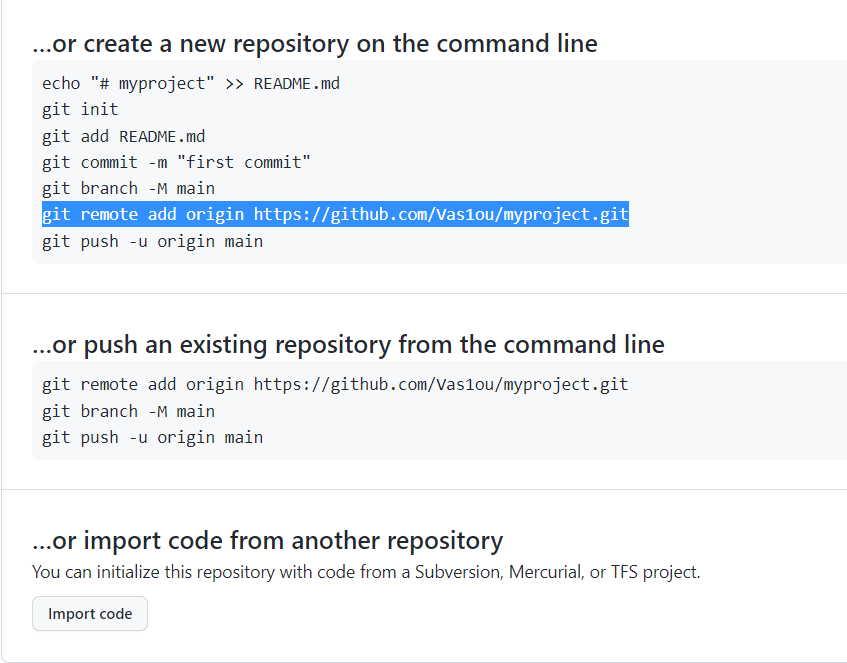 ...or create a new repository on the command line
echo "# myproject" >> README.md
git init
git add README.md
git commit -m "first commit"
git branch -M main
git remote add origin https://github.com/Vas1ou/myproject.git
git push -u origin main
...or push an existing repository from the command line
git remote add origin https://github.com/Vas1ou/myproject.git
git branch -M main
git push -u origin main
...or import code from another repository
You can initialize this repository with code from a Subversion, Mercurial, or TFS project.
Import code